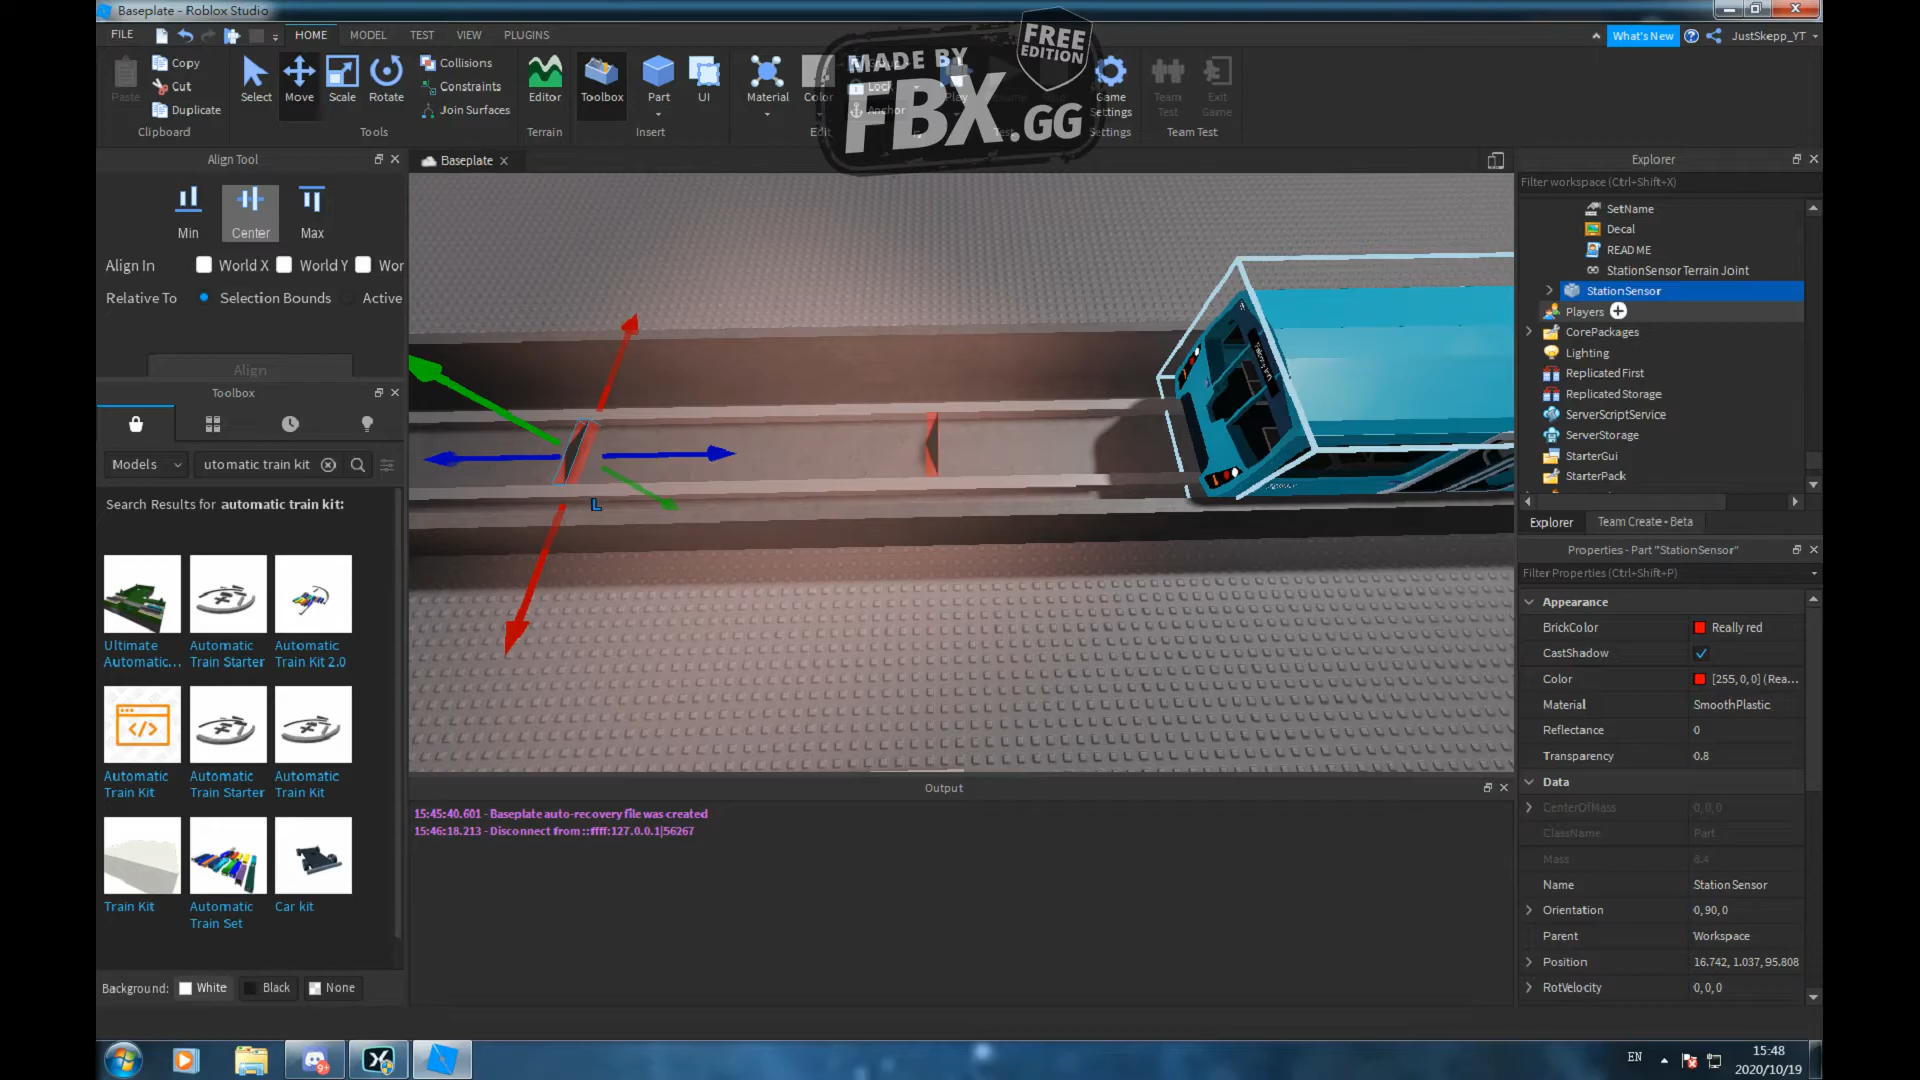 Baseplate - Roblox Studio
FILE
HOME
MODEL
TEST
VIEW
PLUGINS
What's New
JustSkepp_YT
Paste
Copy
Cut
Duplicate
Clipboard
Select
Move
Scale
Rotate
Collisions
Constraints
Join Surfaces
Tools
Editor
Terrain
Toolbox
Part
UI
Insert
Material
Color
Lock
Anchor
Edit
Play
Game Settings
Settings
Team Test
Exit Game
Team Test
MADE BY
FBX.GG
FREE EDITION
Align Tool
Min
Center
Max
Align In
World X
World Y
Wor
Relative To
Selection Bounds
Active
Align
Toolbox
Models
utomatic train kit
Search Results for automatic train kit:
Ultimate Automatic...
Automatic Train Starter
Automatic Train Kit 2.0
Automatic Train Kit
Automatic Train Starter
Automatic Train Kit
Train Kit
Automatic Train Set
Car kit
Background:
White
Black
None
Baseplate
L
Output
15:45:40.601 - Baseplate auto-recovery file was created
15:46:18.213 - Disconnect from ::ffff:127.0.0.1|56267
Explorer
Filter workspace (Ctrl+Shift+X)
SetName
Decal
README
StationSensor Terrain Joint
StationSensor
Players
CorePackages
Lighting
ReplicatedFirst
ReplicatedStorage
ServerScriptService
ServerStorage
StarterGui
StarterPack
Explorer
Team Create - Beta
Properties - Part "StationSensor"
Filter Properties (Ctrl+Shift+P)
Appearance
BrickColor
Really red
CastShadow
Color
[255, 0, 0] (Rea...
Material
SmoothPlastic
Reflectance
0
Transparency
0.8
Data
CenterOfMass
0, 0, 0
ClassName
Part
Mass
8.4
Name
StationSensor
Orientation
0, 90, 0
Parent
Workspace
Position
16.742, 1.037, 95.808
RotVelocity
0, 0, 0
9+
EN
15:48
2020/10/19